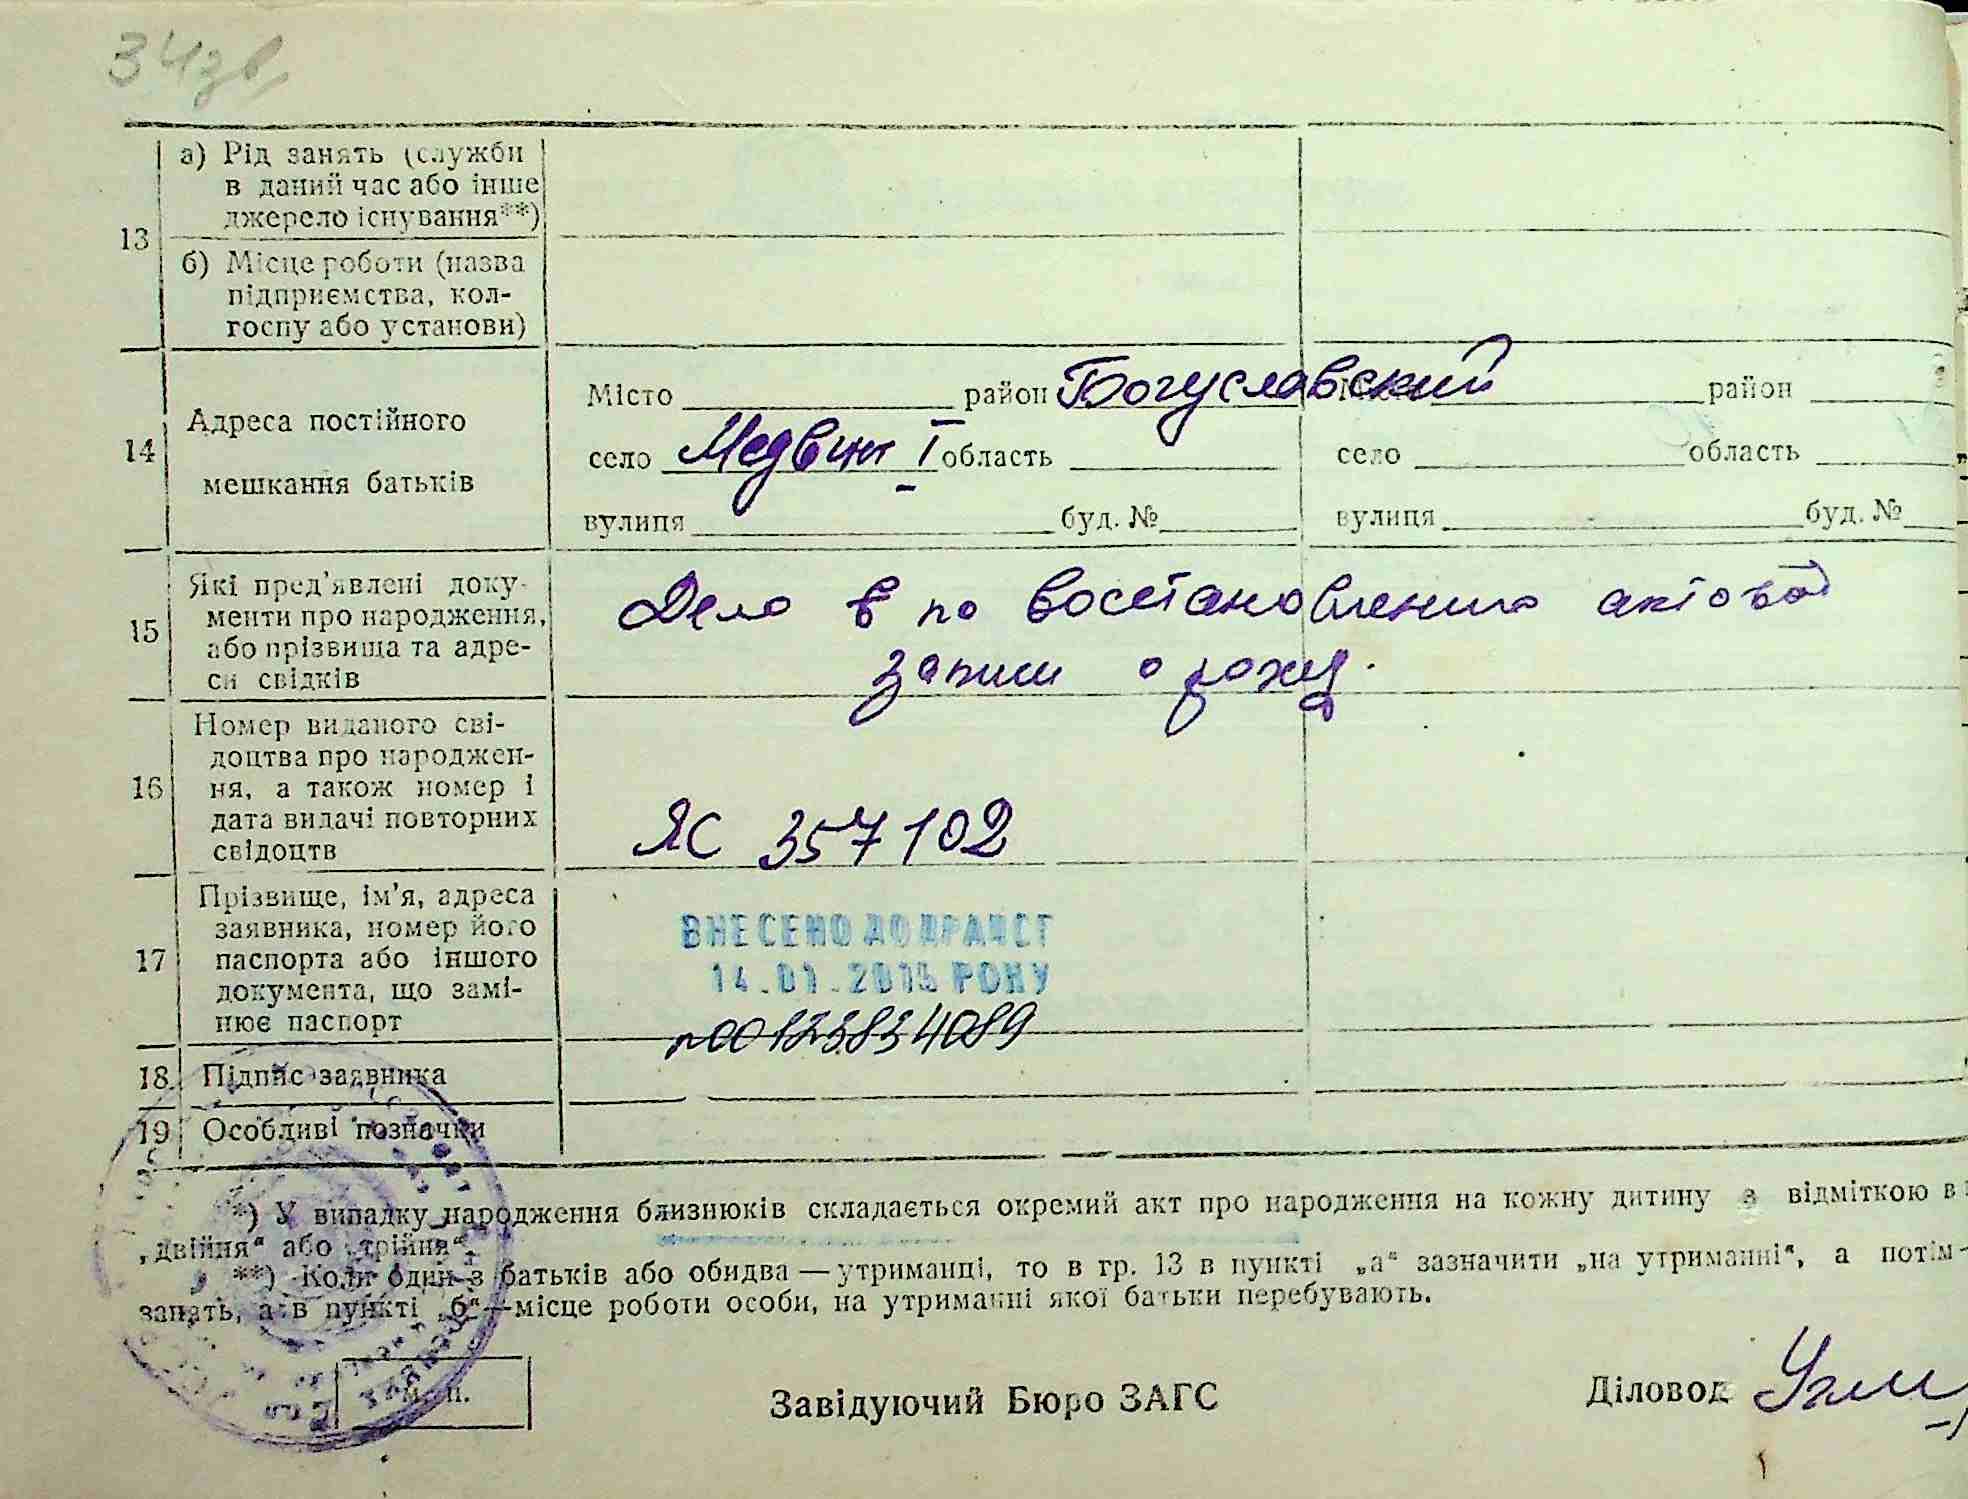 34зв.
13
а) Рід занять (служби
в даний час або інше
джерело існування**)
б) Місце роботи (назва
підприємства, кол-
госпу або установи)
14
Адреса постійного
мешкання батьків
Місто район Богуславский
село Медвин I область
вулиця буд. №
район
село область
вулиця буд. №
15
Які пред'явлені доку-
менти про народження,
або прізвища та адре-
си свідків
Дело в по восстановлению актовой
записи о рожд.
16
Номер виданого сві-
доцтва про народжен-
ня, а також номер і
дата видачі повторних
свідоцтв
ЯС 357102
17
Прізвище, ім'я, адреса
заявника, номер його
паспорта або іншого
документа, що замі-
нює паспорт
ВНЕСЕНО ДО ДРАЦСГ
14.01.2015 РОКУ
00123834089
18 Підпис заявника
19 Особливі позначки
*) У випадку народження близнюків складається окремий акт про народження на кожну дитину з відміткою в
„двійня“ або „трійня“.
**) Коли один з батьків або обидва — утриманці, то в гр. 13 в пункті „а“ зазначити „на утриманні“, а потім
занять, а в пункті „б“—місце роботи особи, на утриманні якої батьки перебувають.
м. п.
Завідуючий Бюро ЗАГС
Діловод